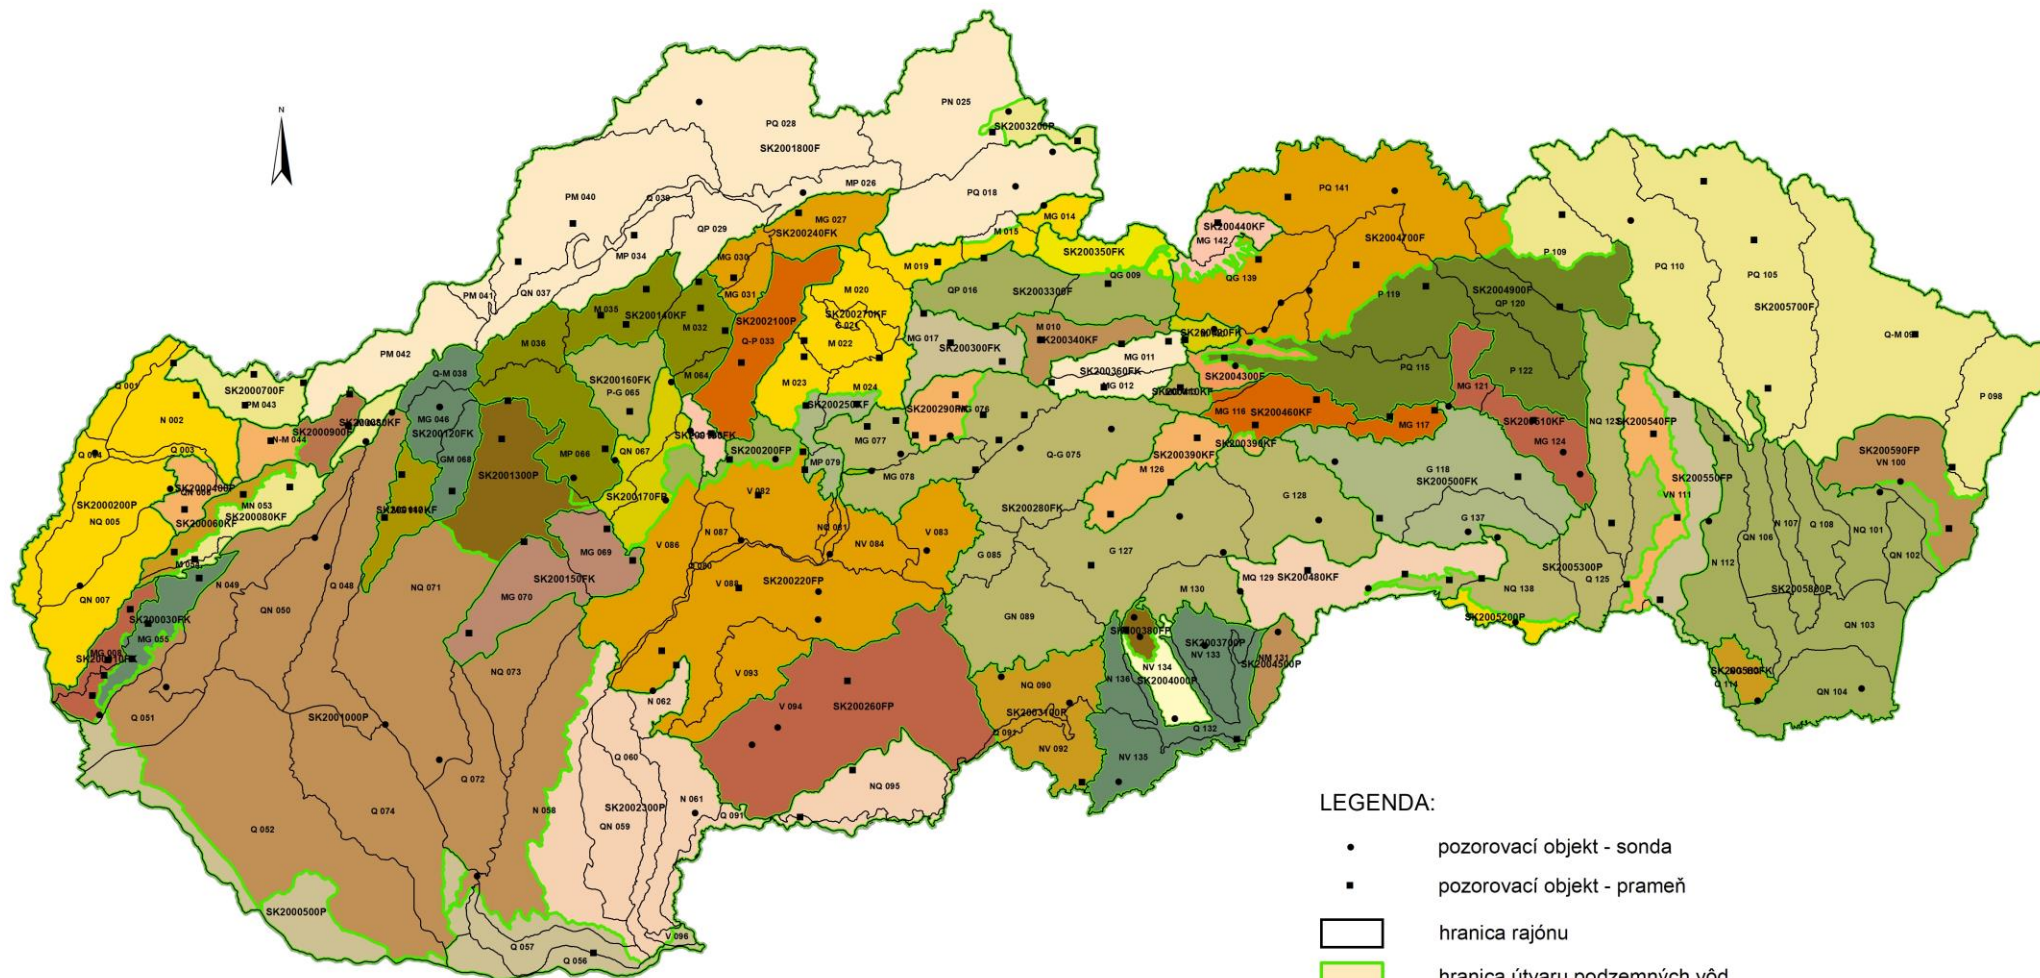 N
PN 025
PQ 028
SK2001800F
SK2003200P
MP 026
PQ 018
PM 040
Q 039
QP 029
MG 027
SK200240FK
MG 014
M 015
SK200350FK
MP 034
MG 030
MG 031
M 019
QG 009
PM 041
QN 037
M 035
SK200140KF
M 032
SK2002100P
Q-P 033
M 020
SK200270KF
M 022
QP 016
SK2003300F
MG 017
SK200300FK
M 010
SK200340KF
MG 011
SK200360FK
MG 012
PQ 141
SK200440KF
MG 142
SK2004700F
QG 139
P 109
PQ 110
PQ 105
SK2005700F
P 119
SK2004900F
QP 120
Q-M 038
M 036
PM 042
M 064
M 023
M 024
SK200250KF
SK200160FK
P-G 065
SK2004300F
PQ 115
P 122
MG 121
P 098
Q 001
SK2000700F
PM 043
N 002
N-M 044
SK2000900F
MG 046
SK200120FK
GM 068
SK2001300P
MP 066
QN 067
SK200170FP
SK200200FP
MG 077
MP 079
MG 078
SK200290FK
MG 076
Q-G 075
M 126
SK200390KF
MG 116
SK200460KF
MG 117
MG 124
G 118
SK200500FK
SK200540FP
SK200550FP
SK200590FP
VN 100
Q 003
SK200060KF
MN 053
SK200080KF
SK2000200P
NQ 005
QN 007
N 049
QN 050
Q 048
NQ 071
MG 069
SK200150FK
MG 070
V 082
V 086
N 087
V 088
SK200220FP
NV 084
V 083
SK200280FK
G 085
G 127
G 128
G 137
VN 111
QN 106
N 107
Q 108
NQ 101
QN 102
N 112
SK2005300P
Q 125
NQ 138
MQ 129
SK200480KF
M 130
SK2005200P
QN 103
SK200030FK
MG 055
MG 008
Q 051
SK2001000P
NQ 073
V 093
N 062
V 094
SK200260FP
GN 089
NQ 090
SK2003100P
NV 092
SK200380FP
SK2003700P
NV 133
NV 134
SK2004000P
N 136
NM 131
SK2004500P
Q 132
NV 135
Q 114
QN 104
Q 052
Q 074
Q 072
N 058
Q 060
SK2002300P
QN 059
N 061
NQ 095
Q 091
SK2000500P
Q 057
Q 056
V 096
LEGENDA:
pozorovací objekt - sonda
pozorovací objekt - prameň
hranica rajónu
hranica útvaru podzemných vôd